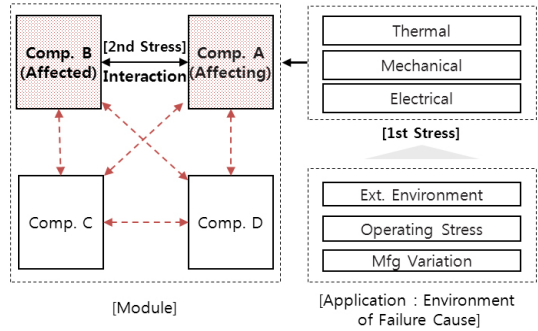 Comp. B
(Affected)
[2nd Stress]
Interaction
Comp. A
(Affecting)
Comp. C
Comp. D
[Module]
Thermal
Mechanical
Electrical
[1st Stress]
Ext. Environment
Operating Stress
Mfg Variation
[Application : Environment
of Failure Cause]